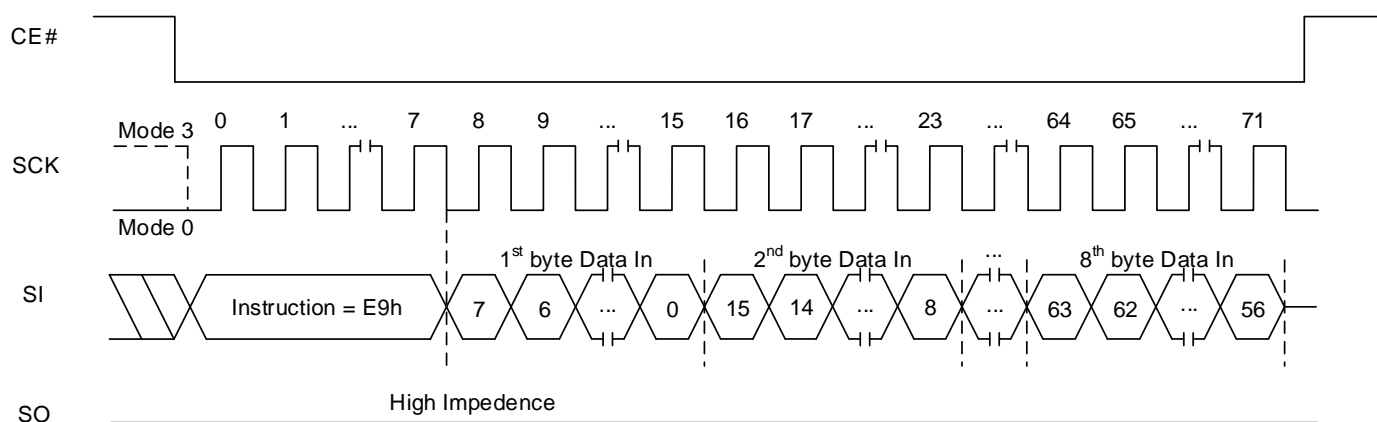 CE#
0 1 ... 7 8 9 ... 15 16 17 ... 23 ... 64 65 ... 71
Mode 3
SCK
Mode 0
1st byte Data In 2nd byte Data In ... 8th byte Data In
SI Instruction = E9h 7 6 ... 0 15 14 ... 8 ... 63 62 ... 56
High Impedence
SO